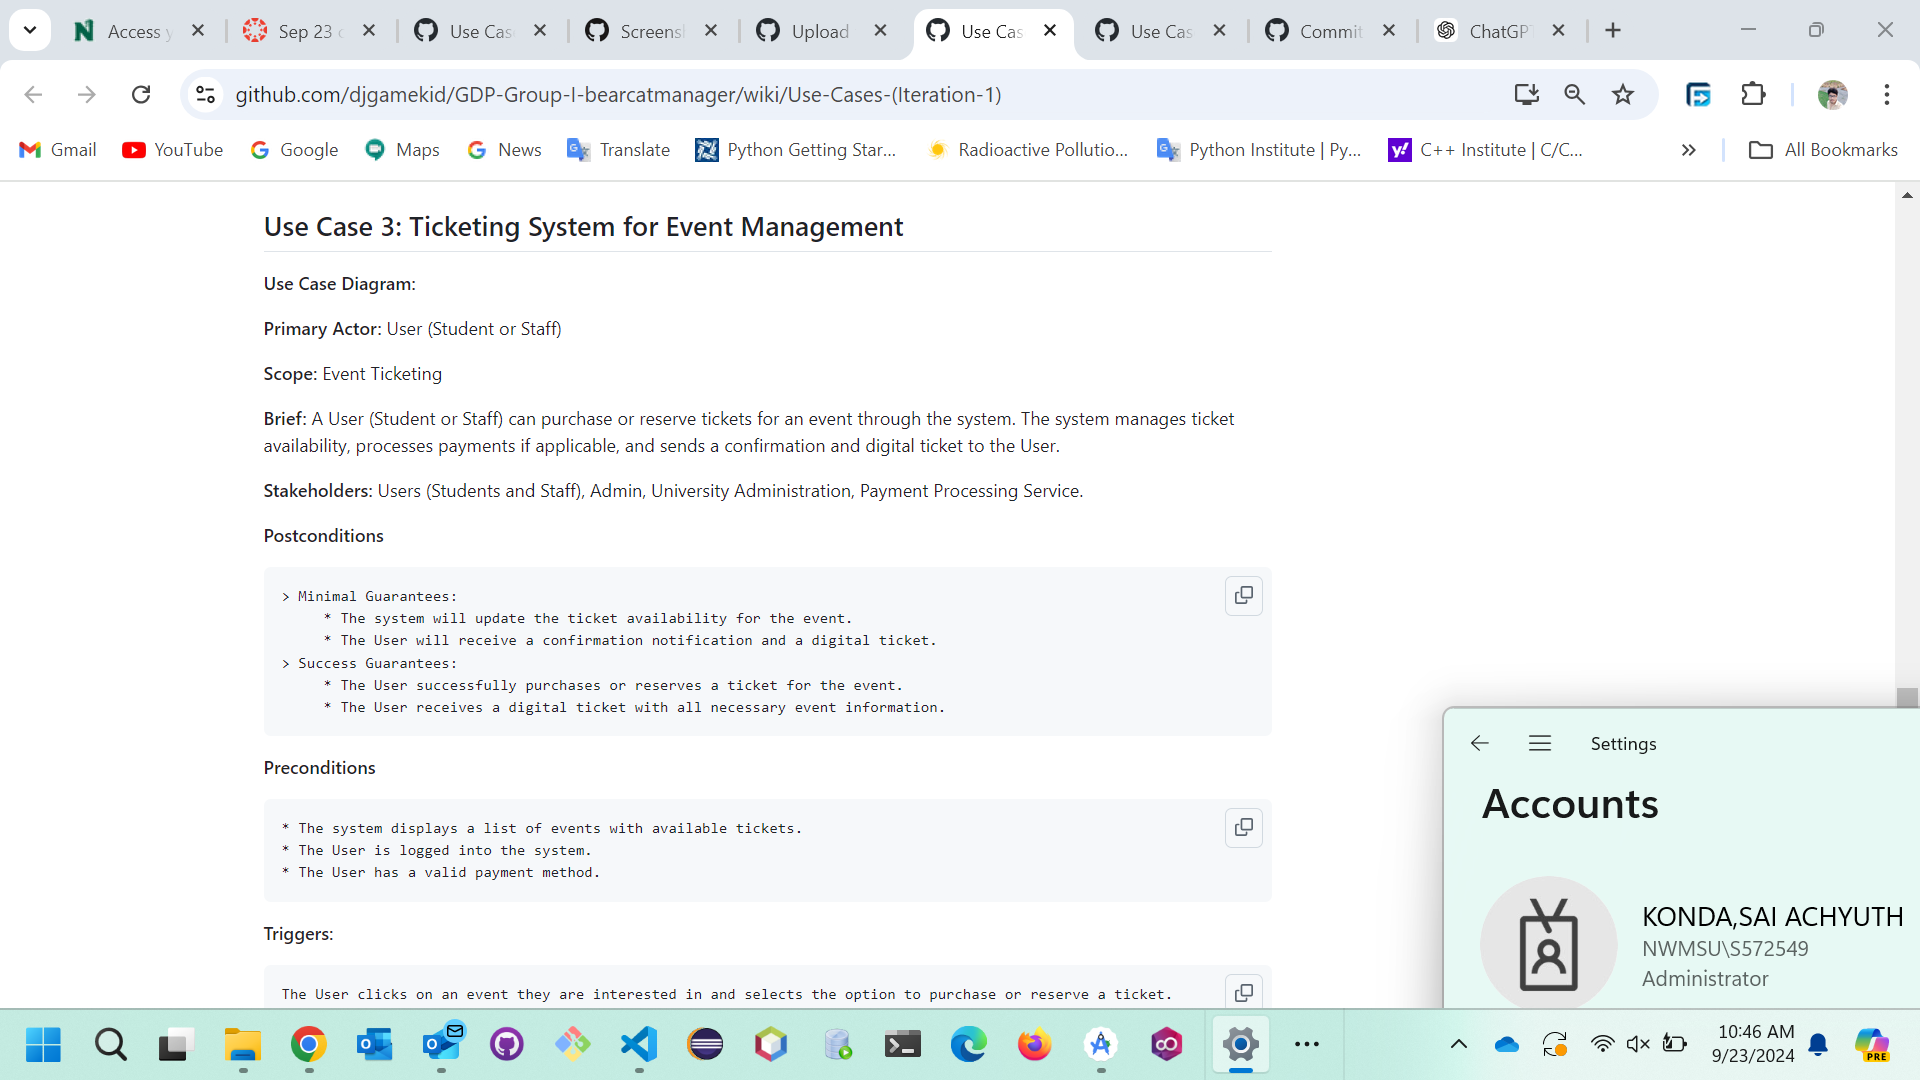 Access y
Sep 23
Use Cas
Screensh
Upload
Use Cas
Use Cas
Commit
ChatGPT
github.com/djgamekid/GDP-Group-I-bearcatmanager/wiki/Use-Cases-(Iteration-1)
Gmail
YouTube
Google
Maps
News
Translate
Python Getting Star...
Radioactive Pollutio...
Python Institute | Py...
C++ Institute | C/C...
All Bookmarks
Use Case 3: Ticketing System for Event Management
Use Case Diagram:
Primary Actor: User (Student or Staff)
Scope: Event Ticketing
Brief: A User (Student or Staff) can purchase or reserve tickets for an event through the system. The system manages ticket
availability, processes payments if applicable, and sends a confirmation and digital ticket to the User.
Stakeholders: Users (Students and Staff), Admin, University Administration, Payment Processing Service.
Postconditions
> Minimal Guarantees:
* The system will update the ticket availability for the event.
* The User will receive a confirmation notification and a digital ticket.
> Success Guarantees:
* The User successfully purchases or reserves a ticket for the event.
* The User receives a digital ticket with all necessary event information.
Preconditions
* The system displays a list of events with available tickets.
* The User is logged into the system.
* The User has a valid payment method.
Triggers:
The User clicks on an event they are interested in and selects the option to purchase or reserve a ticket.
Settings
Accounts
KONDA,SAI ACHYUTH
NWMSU\S572549
Administrator
10:46 AM
9/23/2024
PRE